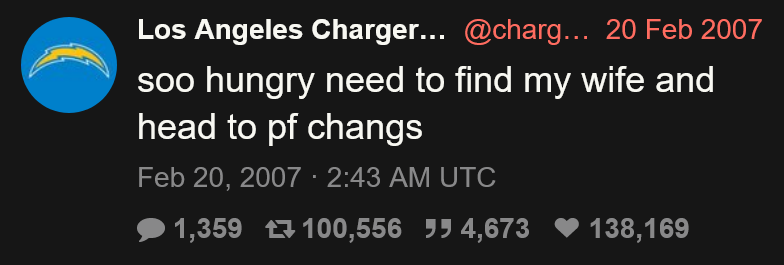 Los Angeles Charger... @charg... 20 Feb 2007
soo hungry need to find my wife and
head to pf changs
Feb 20, 2007 · 2:43 AM UTC
1,359 100,556 4,673 138,169